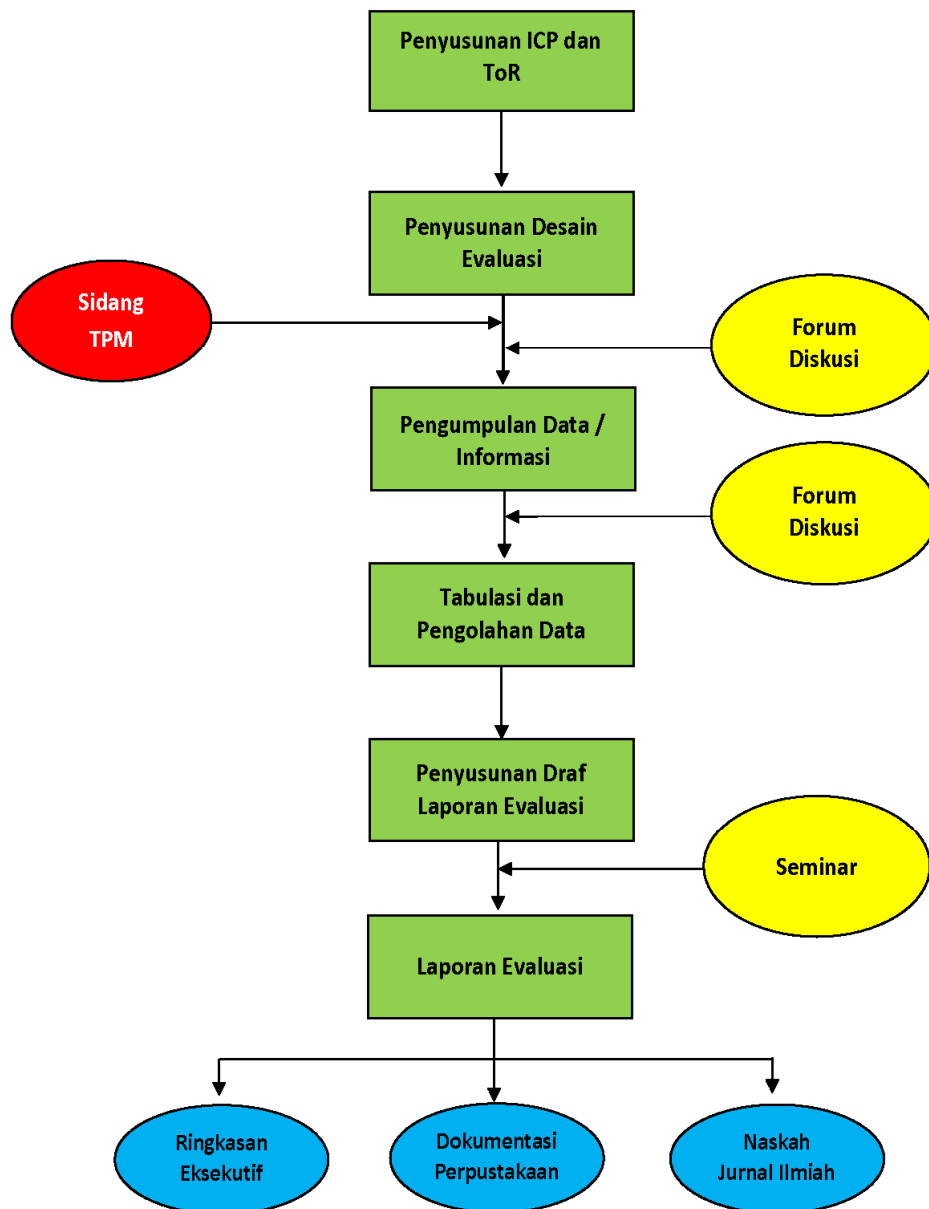 Penyusunan ICP dan
ToR
Penyusunan Desain
Evaluasi
Sidang
TPM
Forum
Diskusi
Pengumpulan Data /
Informasi
Forum
Diskusi
Tabulasi dan
Pengolahan Data
Penyusunan Draf
Laporan Evaluasi
Seminar
Laporan Evaluasi
Ringkasan
Eksekutif
Dokumentasi
Perpustakaan
Naskah
Jurnal Ilmiah